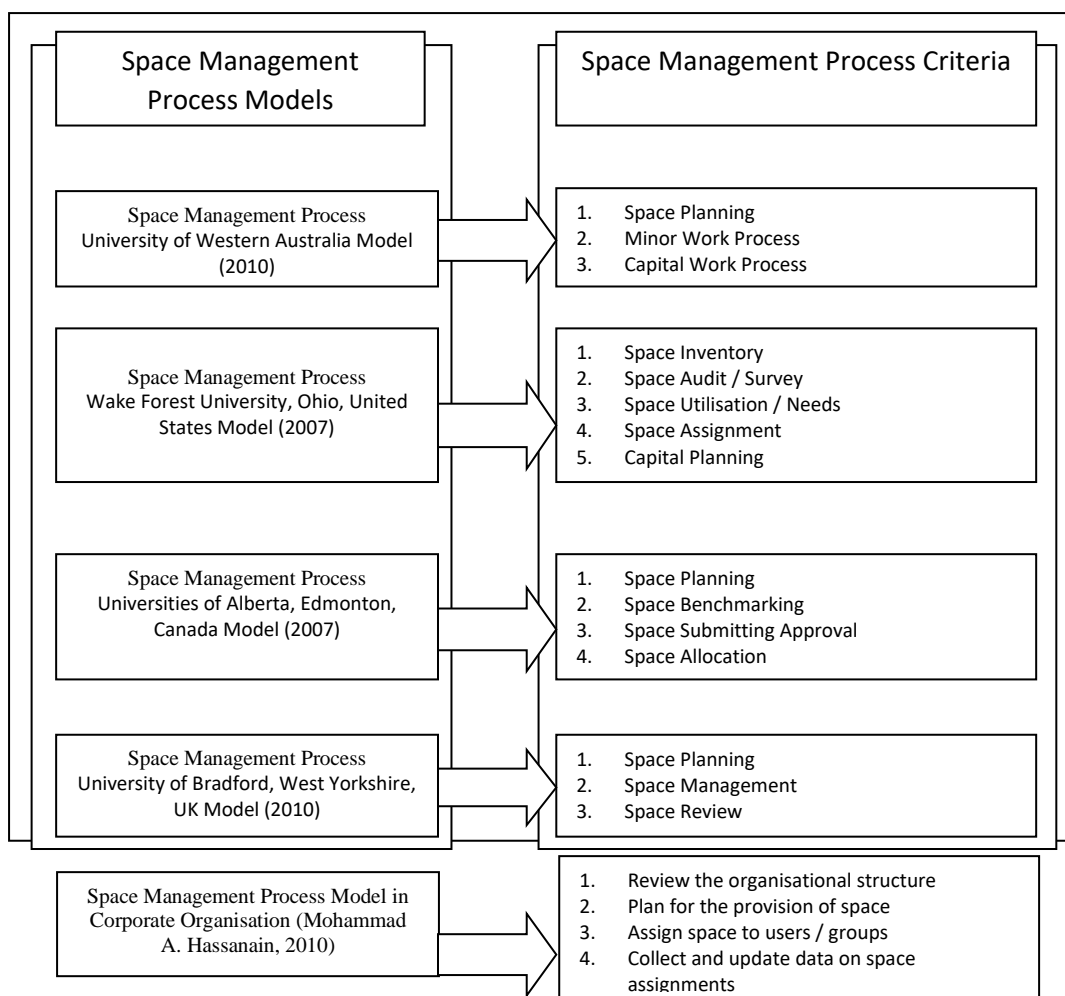 Space Management
Process Models
Space Management Process Criteria
Space Management Process
University of Western Australia Model
(2010)
1. Space Planning
2. Minor Work Process
3. Capital Work Process
Space Management Process
Wake Forest University, Ohio, United
States Model (2007)
1. Space Inventory
2. Space Audit / Survey
3. Space Utilisation / Needs
4. Space Assignment
5. Capital Planning
Space Management Process
Universities of Alberta, Edmonton,
Canada Model (2007)
1. Space Planning
2. Space Benchmarking
3. Space Submitting Approval
4. Space Allocation
Space Management Process
University of Bradford, West Yorkshire,
UK Model (2010)
1. Space Planning
2. Space Management
3. Space Review
Space Management Process Model in
Corporate Organisation (Mohammad
A. Hassanain, 2010)
1. Review the organisational structure
2. Plan for the provision of space
3. Assign space to users / groups
4. Collect and update data on space
assignments